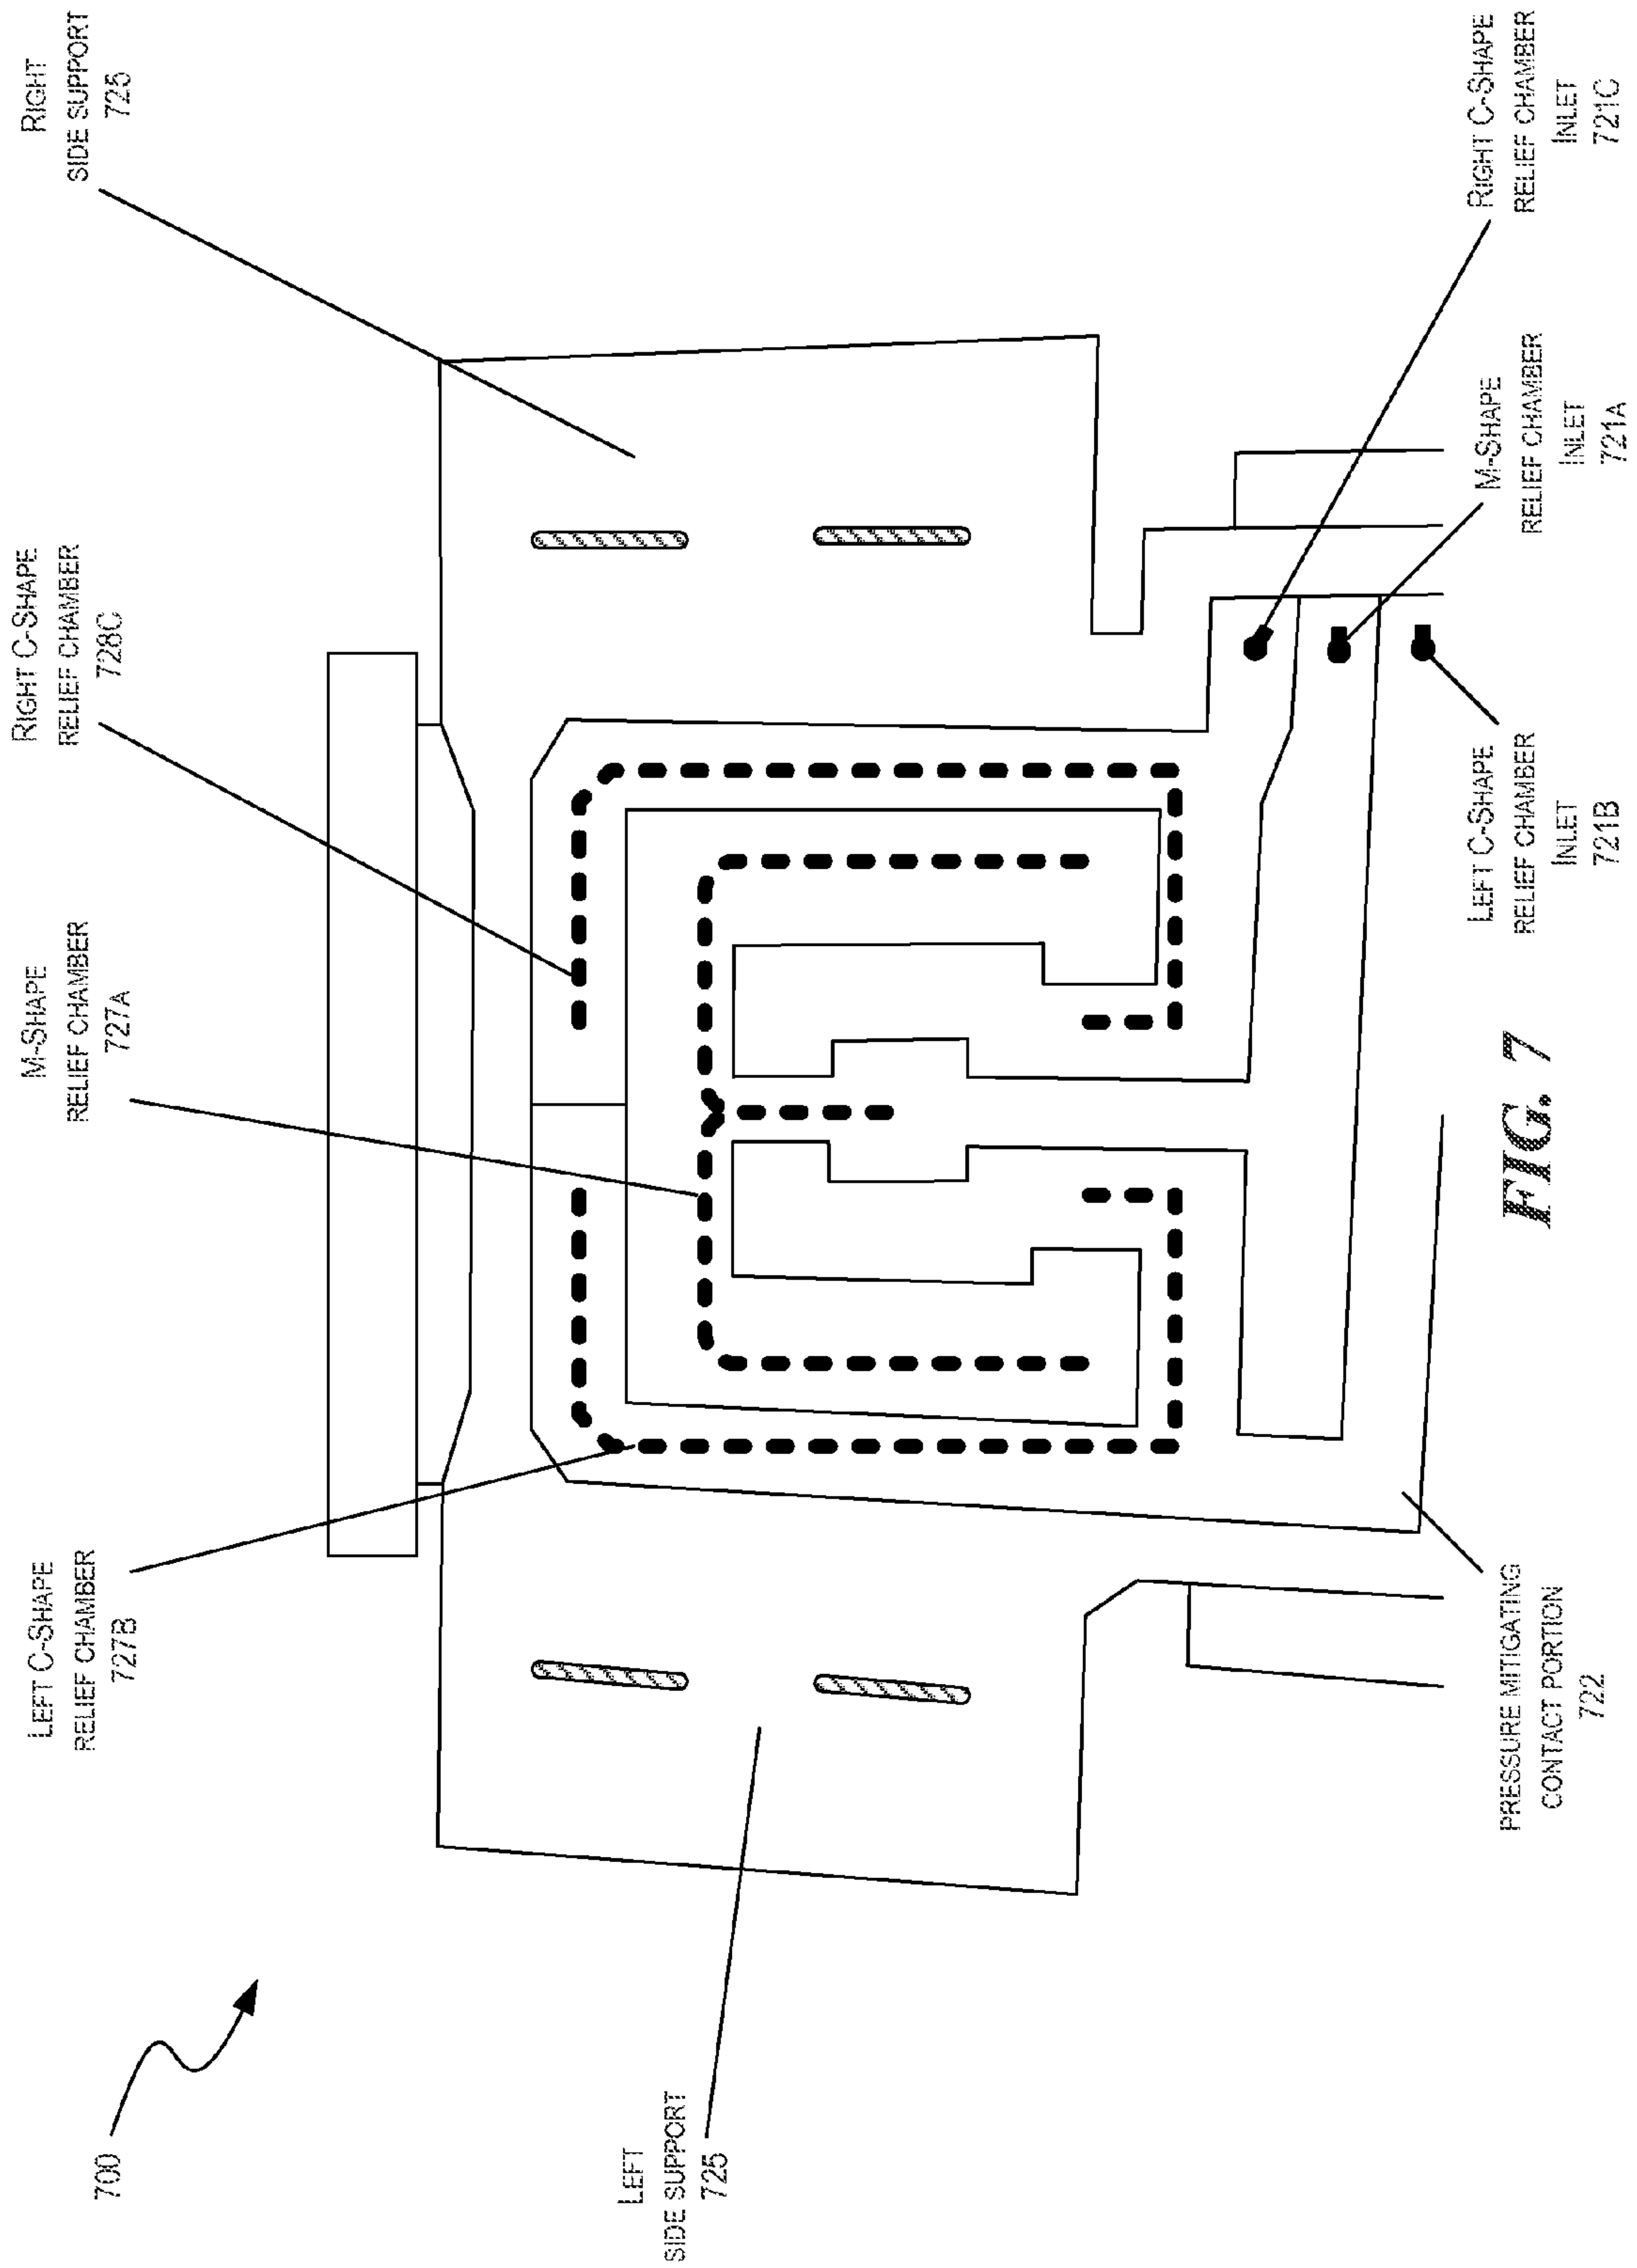 700
LEFT
SIDE SUPPORT
725
LEFT C-SHAPE
RELIEF CHAMBER
727B
M-SHAPE
RELIEF CHAMBER
727A
RIGHT C-SHAPE
RELIEF CHAMBER
728C
RIGHT
SIDE SUPPORT
725
PRESSURE MITIGATING
CONTACT PORTION
722
LEFT C-SHAPE
RELIEF CHAMBER
INLET
721B
M-SHAPE
RELIEF CHAMBER
INLET
721A
RIGHT C-SHAPE
RELIEF CHAMBER
INLET
721C
FIG. 7